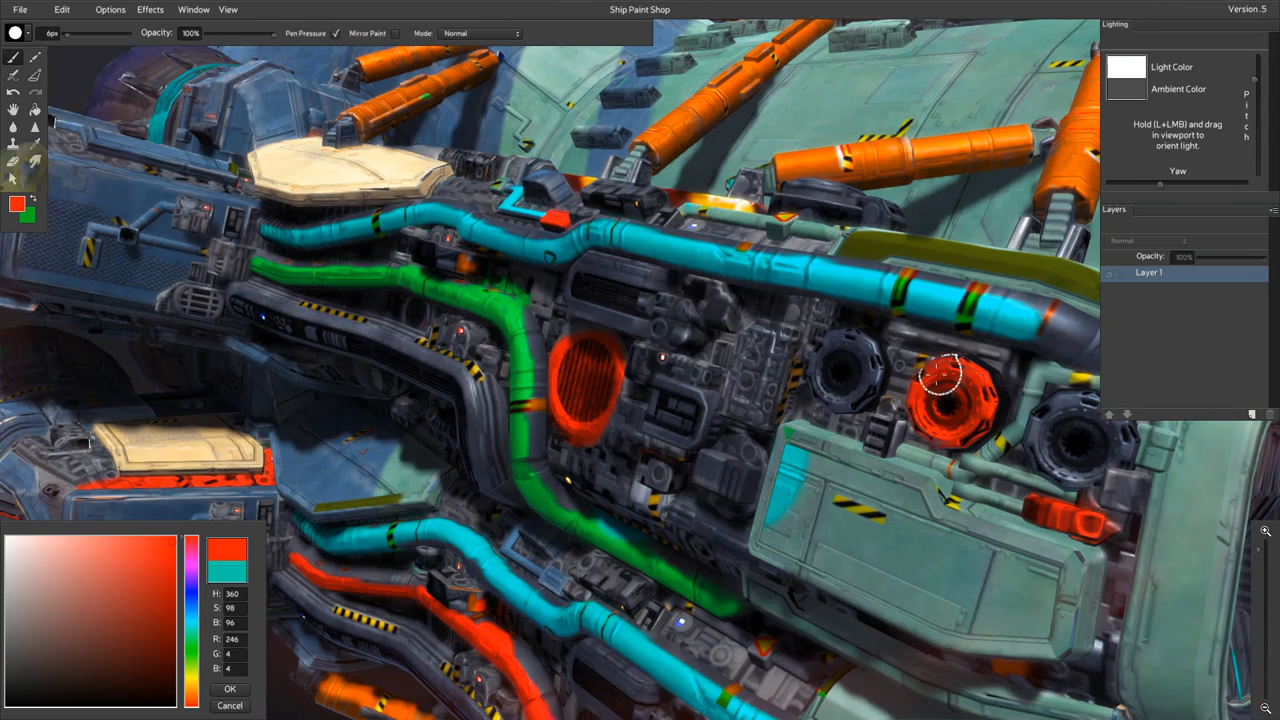 File Edit Options Effects Window View Ship Paint Shop Version .5
6px Opacity: 100% Pen Pressure Mirror Paint Mode: Normal
Lighting
Light Color
Ambient Color
Pitch
Hold (L+LMB) and drag
in viewport to
orient light.
Yaw
Layers
Normal
Opacity: 100%
Layer 1
H: 360
S: 98
B: 96
R: 246
G: 4
B: 4
OK
Cancel